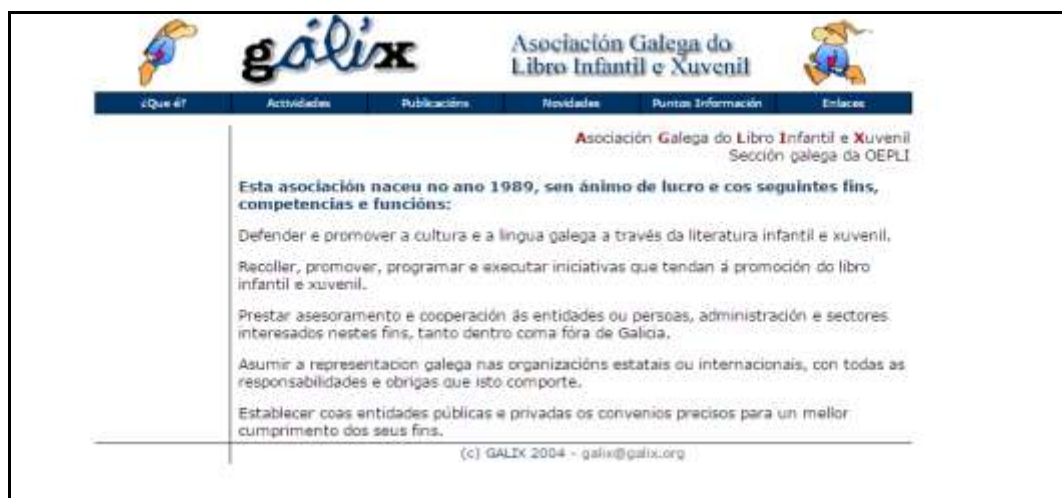 gálix
Asociación Galega do
Libro Infantil e Xuvenil
¿Que é? Actividades Publicacións Novidades Puntos Información Enlaces
Asociación Galega do Libro Infantil e Xuvenil
Sección galega da OEPLI
Esta asociación naceu no ano 1989, sen ánimo de lucro e cos seguintes fins,
competencias e funcións:
Defender e promover a cultura e a lingua galega a través da literatura infantil e xuvenil.
Recoller, promover, programar e executar iniciativas que tendan á promoción do libro
infantil e xuvenil.
Prestar asesoramento e cooperación ás entidades ou persoas, administración e sectores
interesados nestes fins, tanto dentro coma fóra de Galicia.
Asumir a representacion galega nas organizacións estatais ou internacionais, con todas as
responsabilidades e obrigas que isto comporte.
Establecer coas entidades públicas e privadas os convenios precisos para un mellor
cumprimento dos seus fins.
(c) GALIX 2004 - galix@galix.org